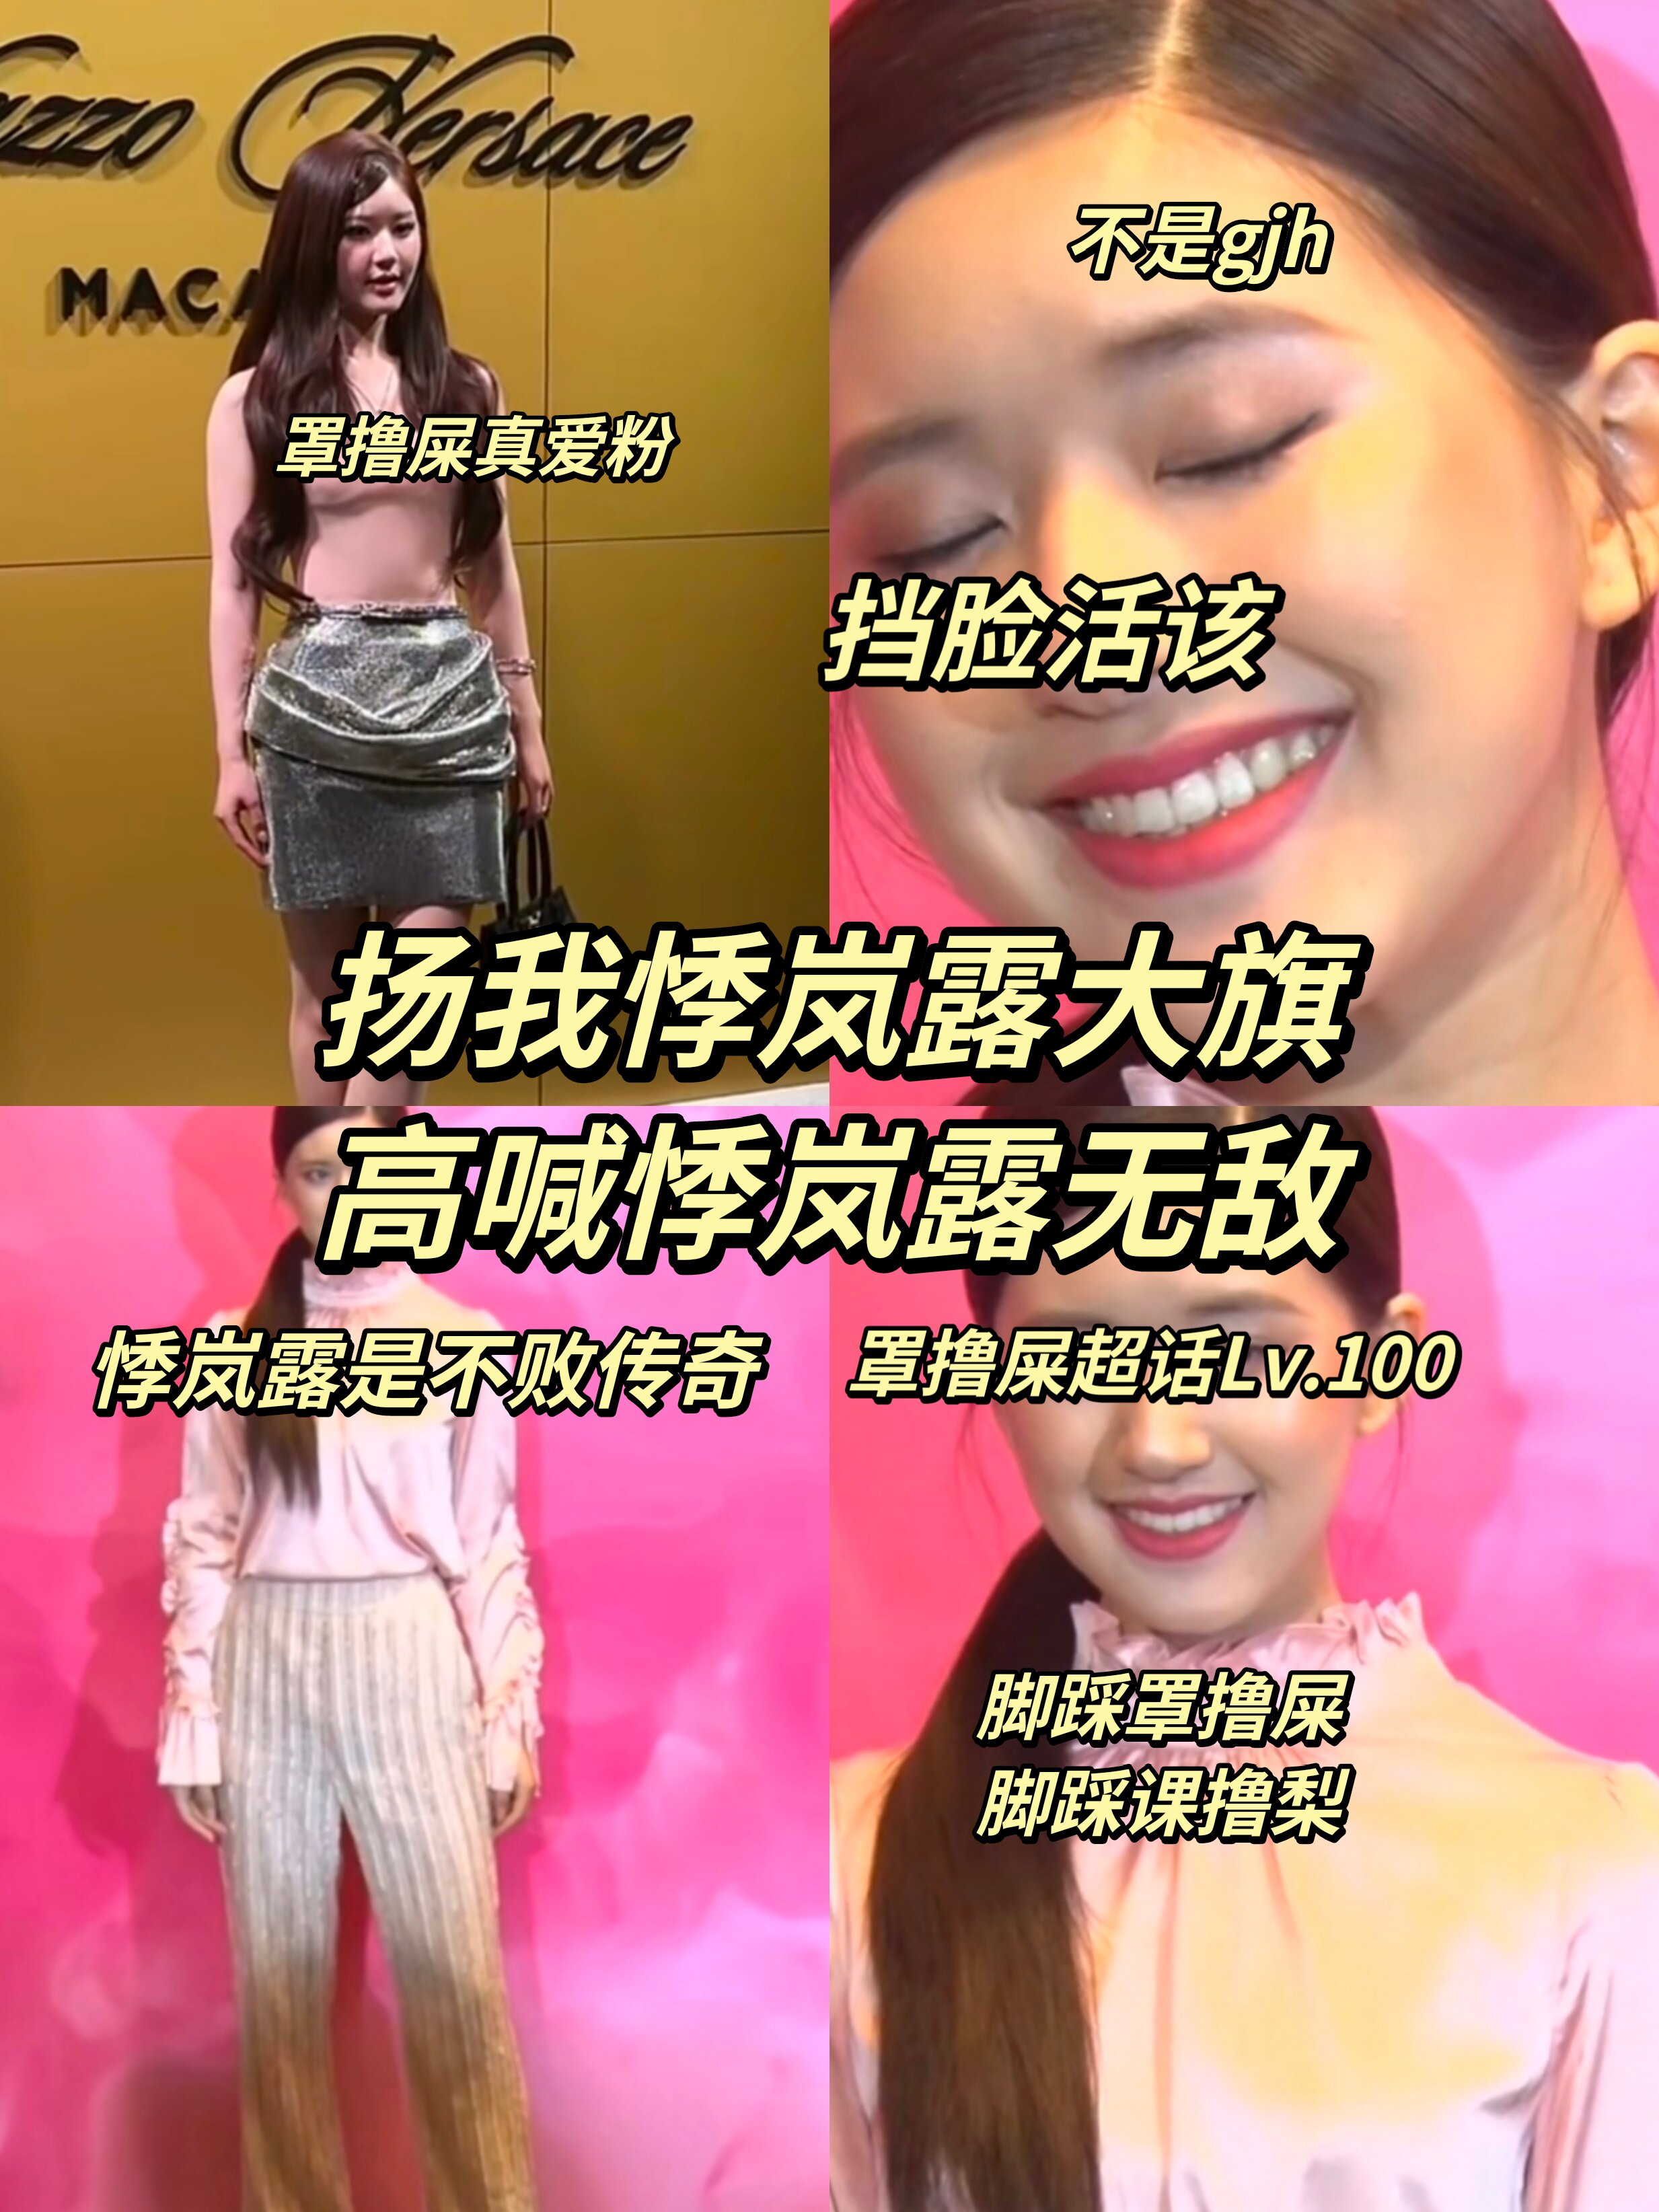 azzo Versace
MACA
罩撸屎真爱粉
不是gjh
挡脸活该
扬我悸岚露大旗
高喊悸岚露无敌
悸岚露是不败传奇
罩撸屎超话Lv.100
脚踩罩撸屎
脚踩课撸梨